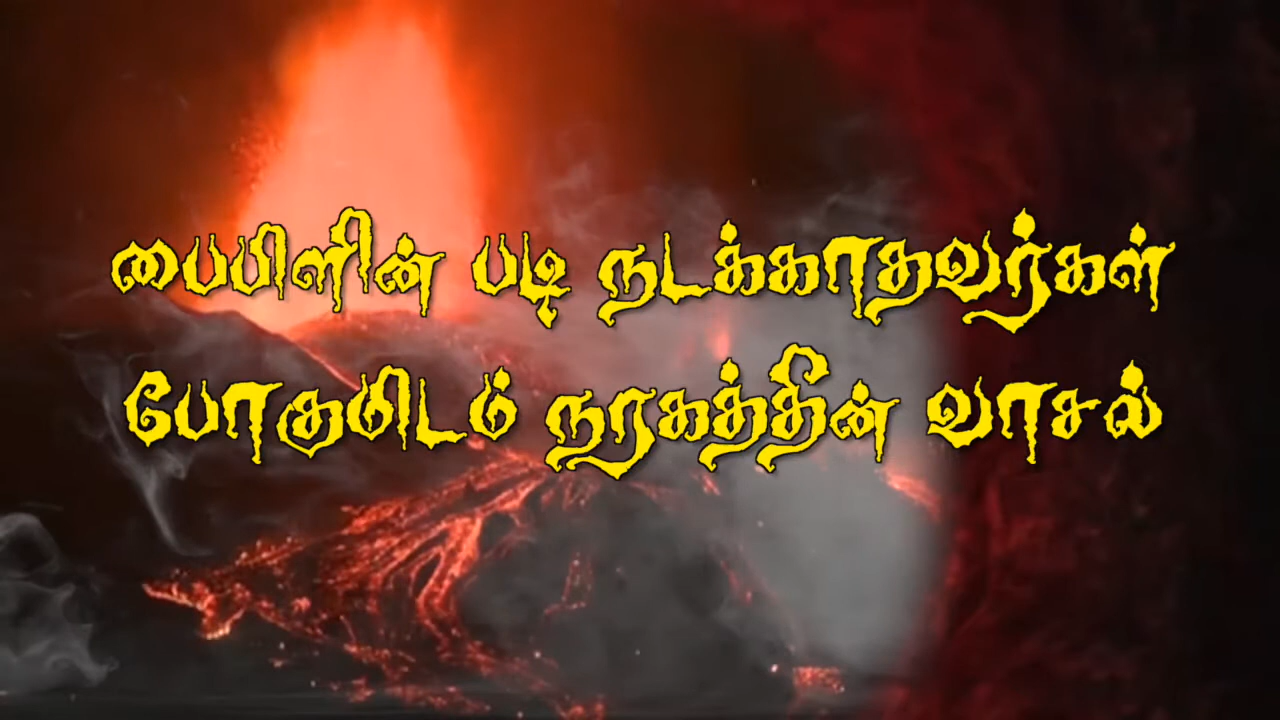 பைபிளின் படி நடக்காதவர்கள்
போகுமிடம் நரகத்தின் வாசல்